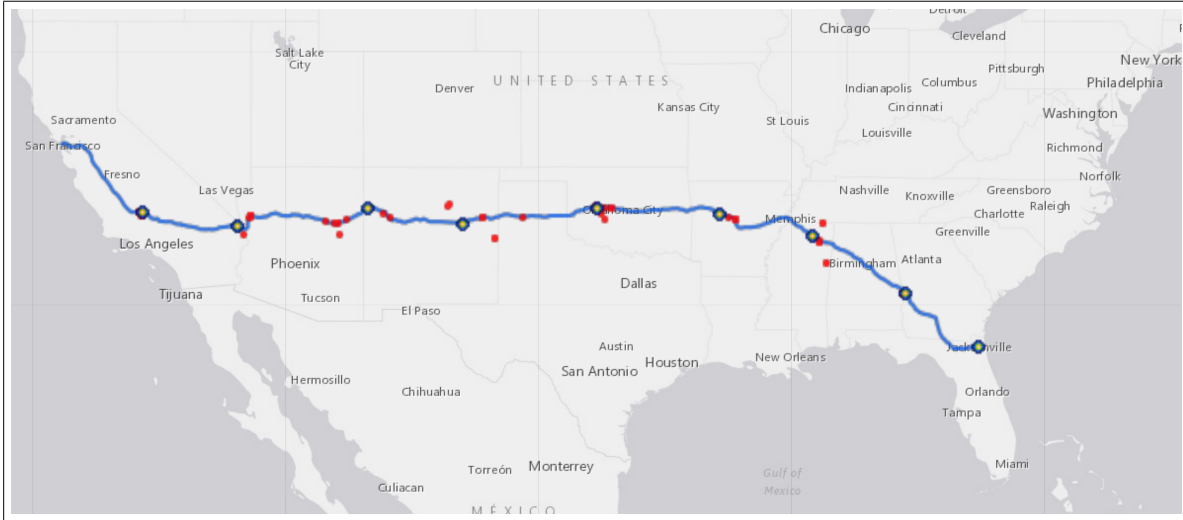 Detroit
Chicago
Cleveland
Salt Lake
City
New York
Pittsburgh
UNITED STATES
Denver
Columbus
Philadelphia
Indianapolis
Kansas City
Cincinnati
Washington
Sacramento
St Louis
Louisville
San Francisco
Richmond
Fresno
Norfolk
Las Vegas
Nashville
Knoxville
Greensboro
Raleigh
Oklahoma City
Memphis
Charlotte
Greenville
Los Angeles
Phoenix
Birmingham
Atlanta
Dallas
Tijuana
Tucson
El Paso
Austin
Jacksonville
New Orleans
Houston
San Antonio
Hermosillo
Chihuahua
Orlando
Tampa
Torreón
Monterrey
Miami
Gulf of
Mexico
Culiacan
MÉXICO